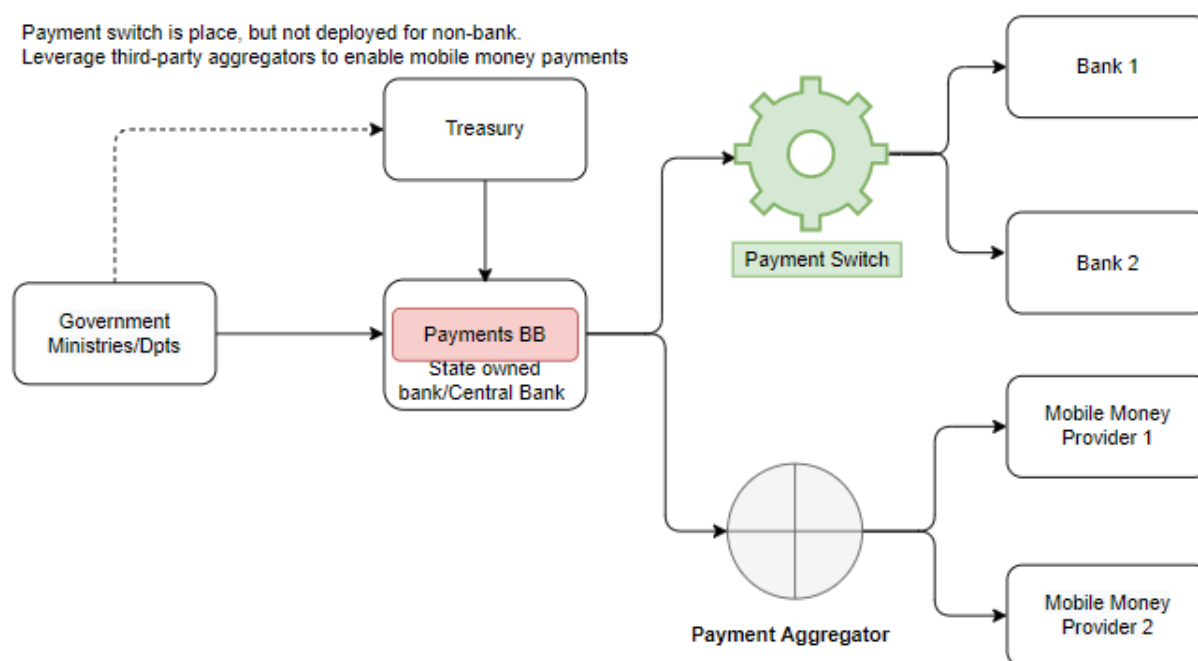 Payment switch is place, but not deployed for non-bank.
Leverage third-party aggregators to enable mobile money payments
Treasury
Bank 1
Payment Switch
Bank 2
Government
Ministries/Dpts
Payments BB
State owned
bank/Central Bank
Mobile Money
Provider 1
Payment Aggregator
Mobile Money
Provider 2